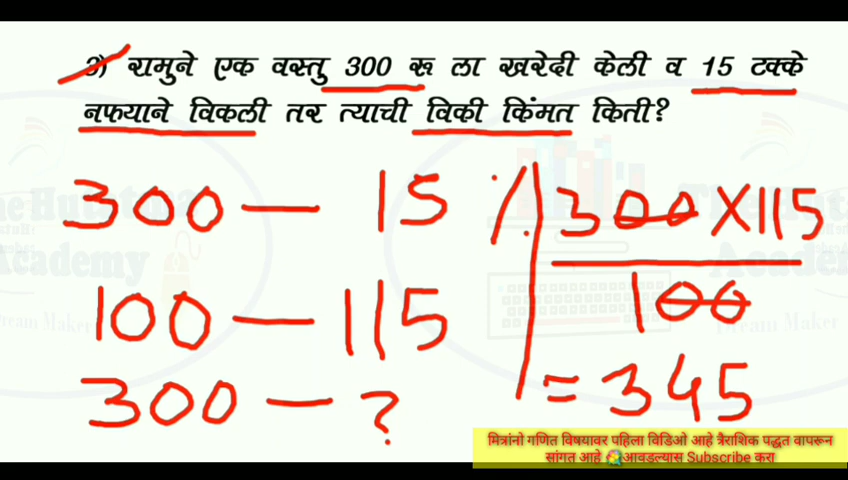 3) रामुने एक वस्तु 300 रू ला खरेदी केली व 15 टक्के
नफयाने विकली तर त्याची विकी किंमत किती?
300 — 15 %
100 — 115
300 — ?
300 X 115
100
= 345
मित्रांनो गणित विषयावर पहिला विडिओ आहे त्रैराशिक पद्धत वापरून
सांगत आहे 💐आवडल्यास Subscribe करा